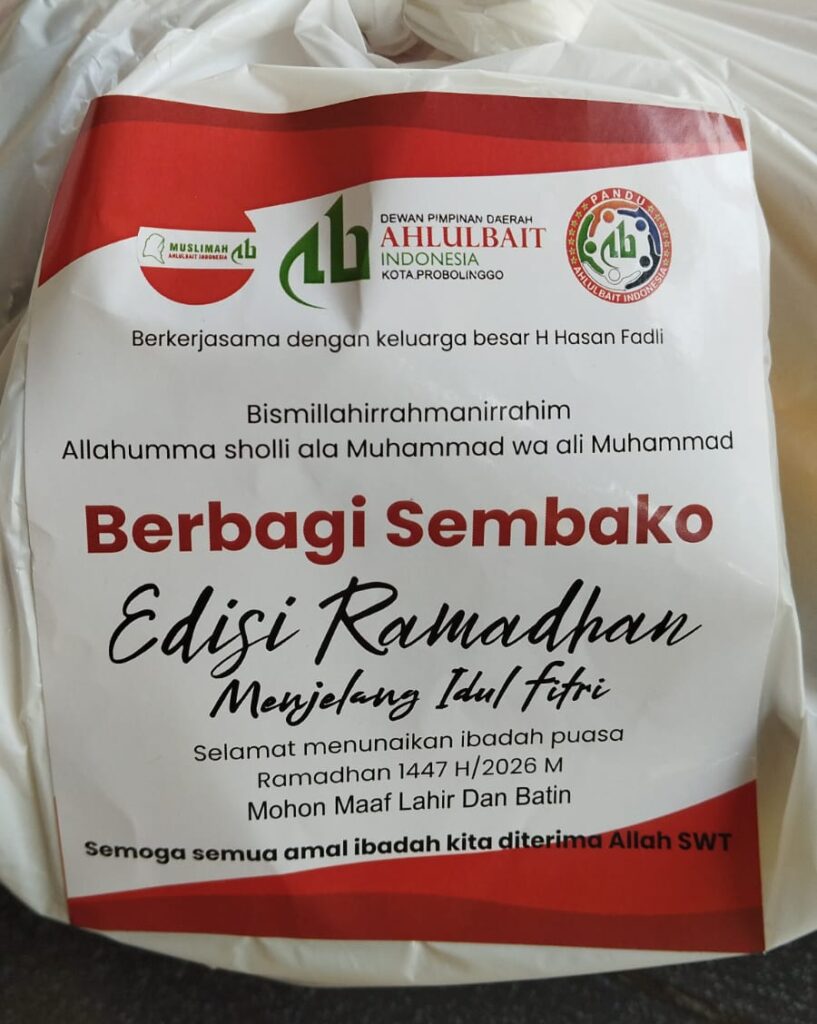 MUSLIMAH
AHLULBAIT INDONESIA
DEWAN PIMPINAN DAERAH
AHLULBAIT
INDONESIA
KOTA.PROBOLINGGO
PANDU
AHLULBAIT INDONESIA
Berkerjasama dengan keluarga besar H Hasan Fadli
Bismillahirrahmanirrahim
Allahumma sholli ala Muhammad wa ali Muhammad
Berbagi Sembako
Edisi Ramadhan
Menjelang Idul Fitri
Selamat menunaikan ibadah puasa
Ramadhan 1447 H/2026 M
Mohon Maaf Lahir Dan Batin
Semoga semua amal ibadah kita diterima Allah SWT